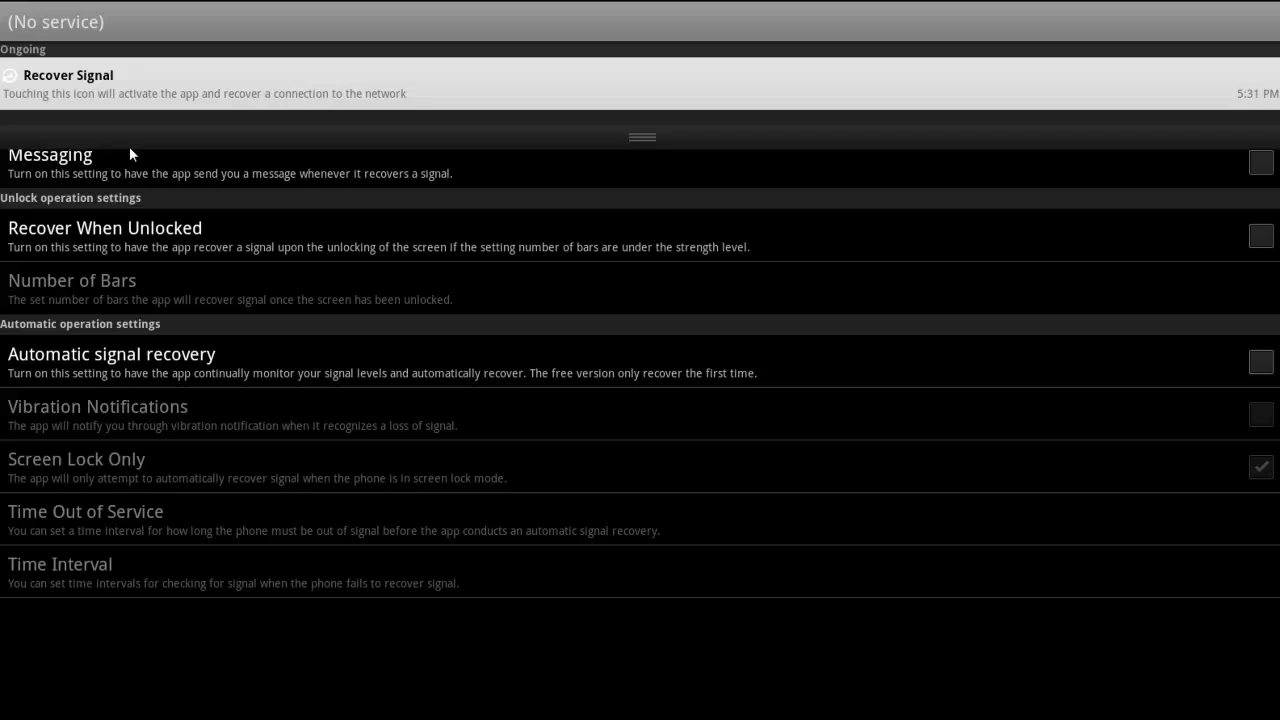 (No service)
Ongoing
Recover Signal
Touching this icon will activate the app and recover a connection to the network
5:31 PM
Messaging
Turn on this setting to have the app send you a message whenever it recovers a signal.
Unlock operation settings
Recover When Unlocked
Turn on this setting to have the app recover a signal upon the unlocking of the screen if the setting number of bars are under the strength level.
Number of Bars
The set number of bars the app will recover signal once the screen has been unlocked.
Automatic operation settings
Automatic signal recovery
Turn on this setting to have the app continually monitor your signal levels and automatically recover. The free version only recover the first time.
Vibration Notifications
The app will notify you through vibration notification when it recognizes a loss of signal.
Screen Lock Only
The app will only attempt to automatically recover signal when the phone is in screen lock mode.
Time Out of Service
You can set a time interval for how long the phone must be out of signal before the app conducts an automatic signal recovery.
Time Interval
You can set time intervals for checking for signal when the phone fails to recover signal.